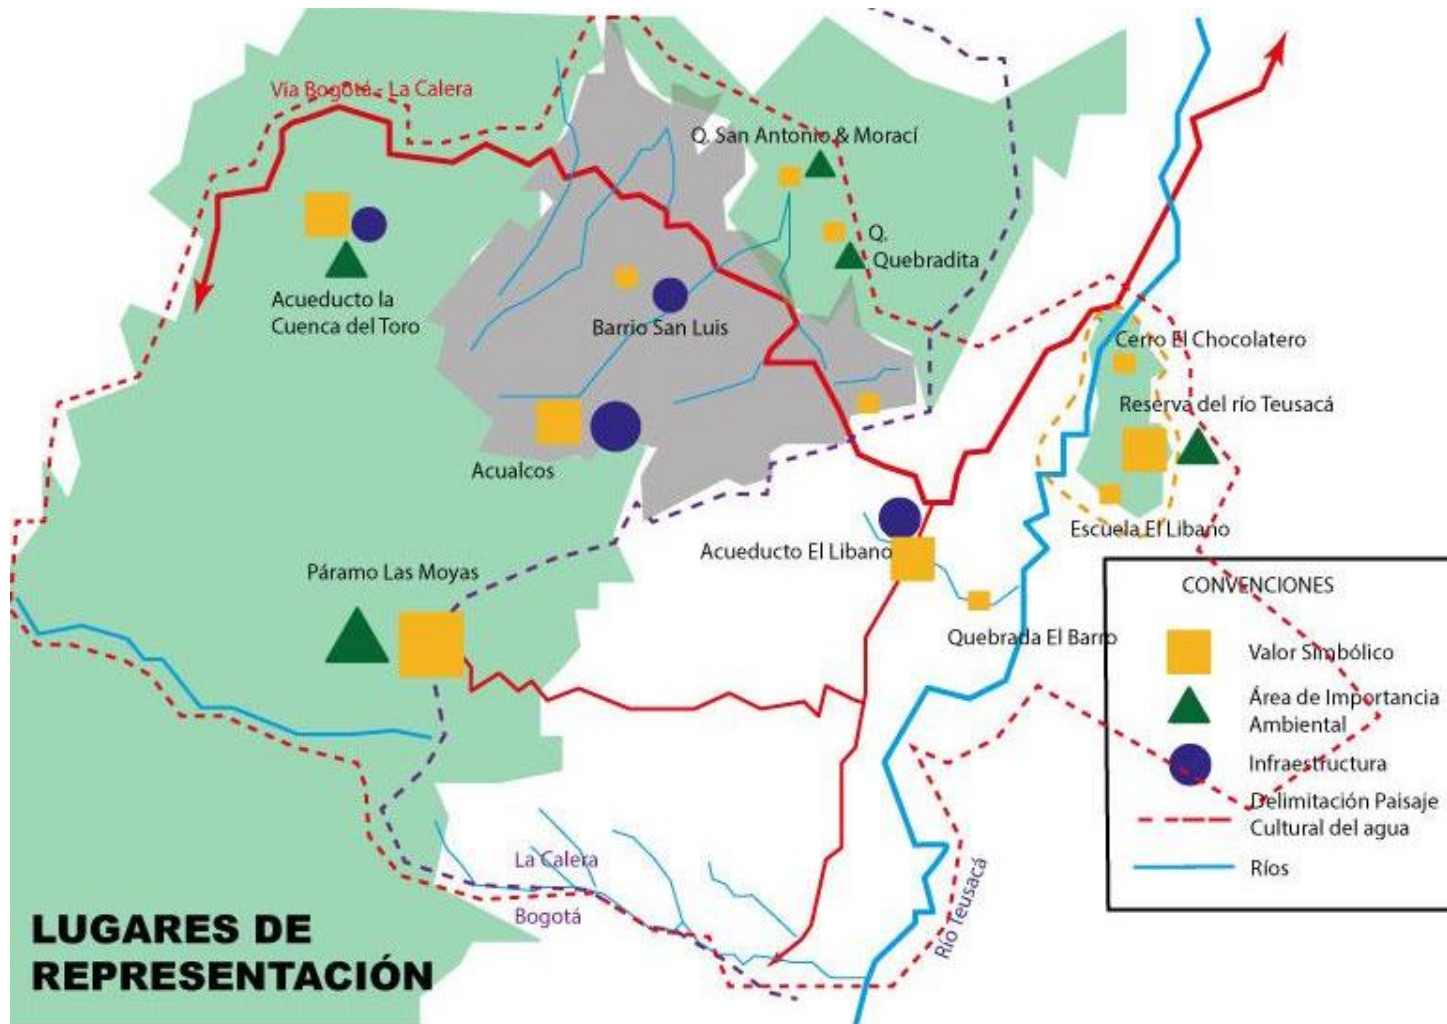 Vía Bogotá - La Calera
Q. San Antonio & Morací
Q.
Quebradita
Acueducto la
Cuenca del Toro
Barrio San Luis
Cerro El Chocolatero
Reserva del río Teusacá
Acualcos
Escuela El Libano
Acueducto El Libano
Páramo Las Moyas
Quebrada El Barro
CONVENCIONES
Valor Simbólico
Área de Importancia
Ambiental
Infraestructura
Delimitación Paisaje
Cultural del agua
Ríos
La Calera
Bogotá
Río Teusacá
LUGARES DE
REPRESENTACIÓN